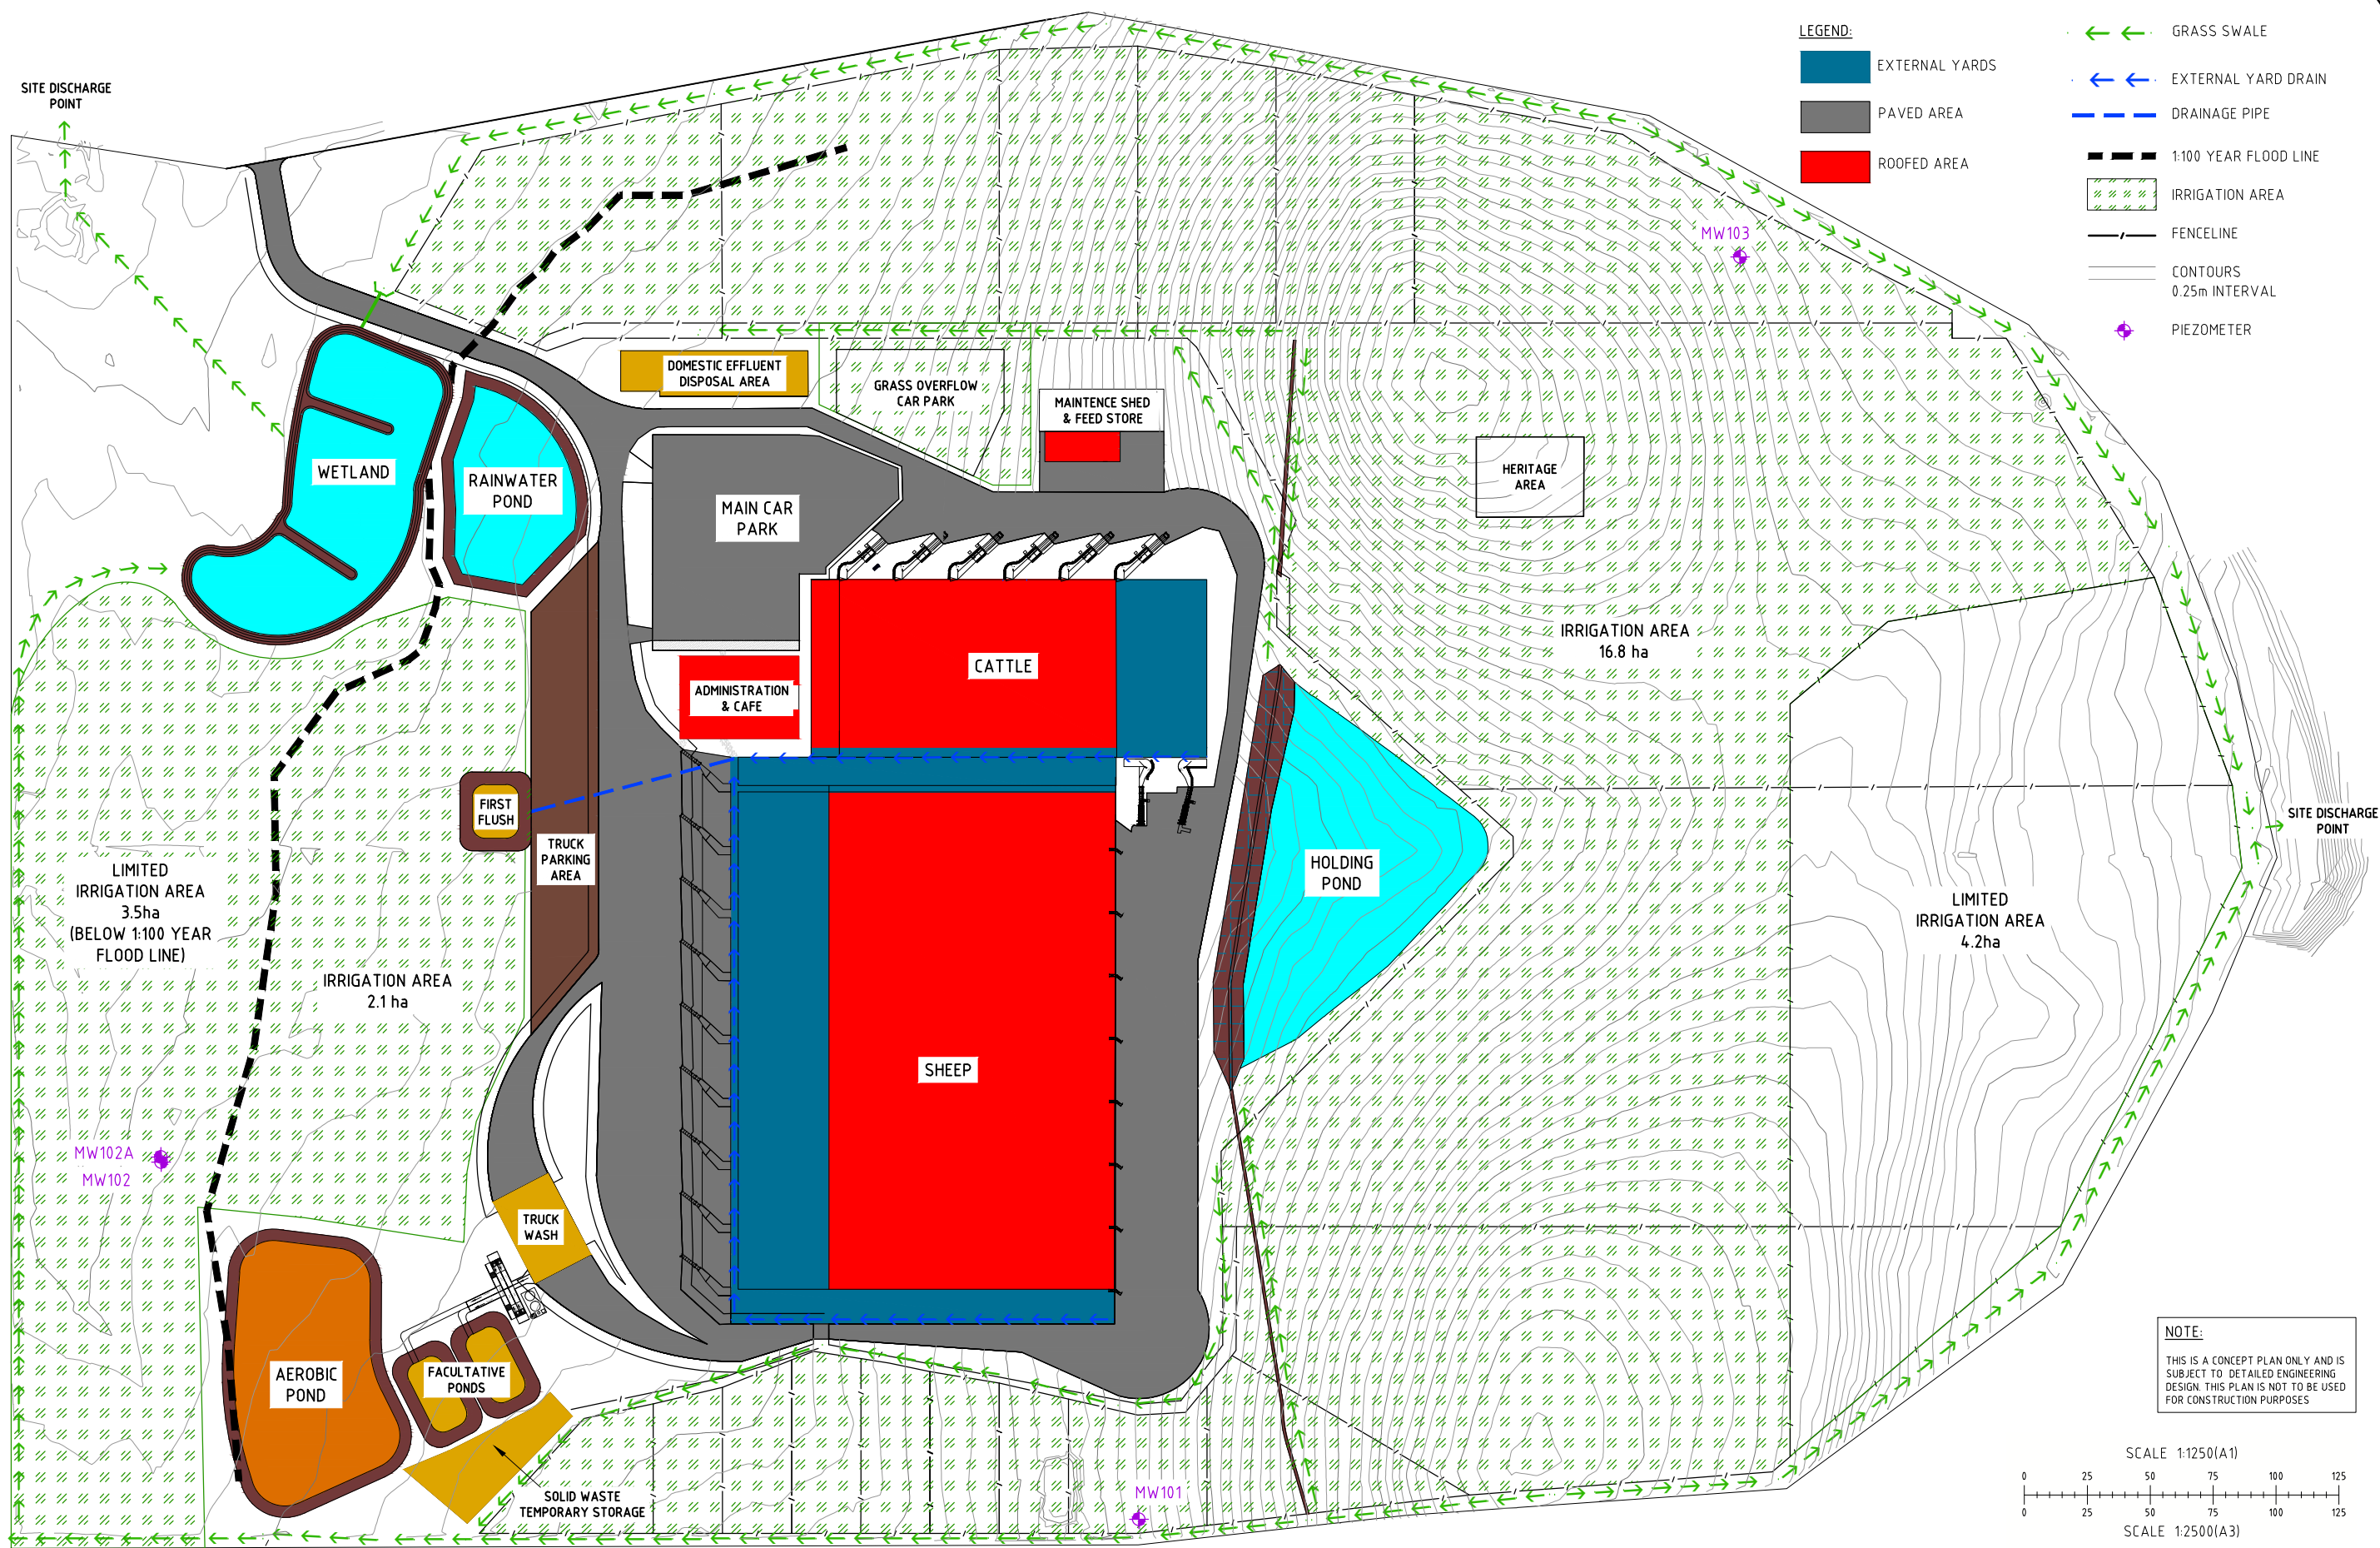 LEGEND:
EXTERNAL YARDS
PAVED AREA
ROOFED AREA
GRASS SWALE
EXTERNAL YARD DRAIN
DRAINAGE PIPE
1:100 YEAR FLOOD LINE
IRRIGATION AREA
FENCELINE
CONTOURS
0.25m INTERVAL
PIEZOMETER
SITE DISCHARGE
POINT
MW103
DOMESTIC EFFLUENT
DISPOSAL AREA
GRASS OVERFLOW
CAR PARK
MAINTENCE SHED
& FEED STORE
WETLAND
RAINWATER
POND
MAIN CAR
PARK
HERITAGE
AREA
IRRIGATION AREA
16.8 ha
CATTLE
ADMINISTRATION
& CAFE
FIRST
FLUSH
TRUCK
PARKING
AREA
HOLDING
POND
SITE DISCHARGE
POINT
LIMITED
IRRIGATION AREA
3.5ha
(BELOW 1:100 YEAR
FLOOD LINE)
IRRIGATION AREA
2.1 ha
LIMITED
IRRIGATION AREA
4.2ha
SHEEP
MW102A
MW102
TRUCK
WASH
AEROBIC
POND
FACULTATIVE
PONDS
SOLID WASTE
TEMPORARY STORAGE
MW101
NOTE:
THIS IS A CONCEPT PLAN ONLY AND IS
SUBJECT TO DETAILED ENGINEERING
DESIGN. THIS PLAN IS NOT TO BE USED
FOR CONSTRUCTION PURPOSES
SCALE 1:1250(A1)
0 25 50 75 100 125
0 25 50 75 100 125
SCALE 1:2500(A3)